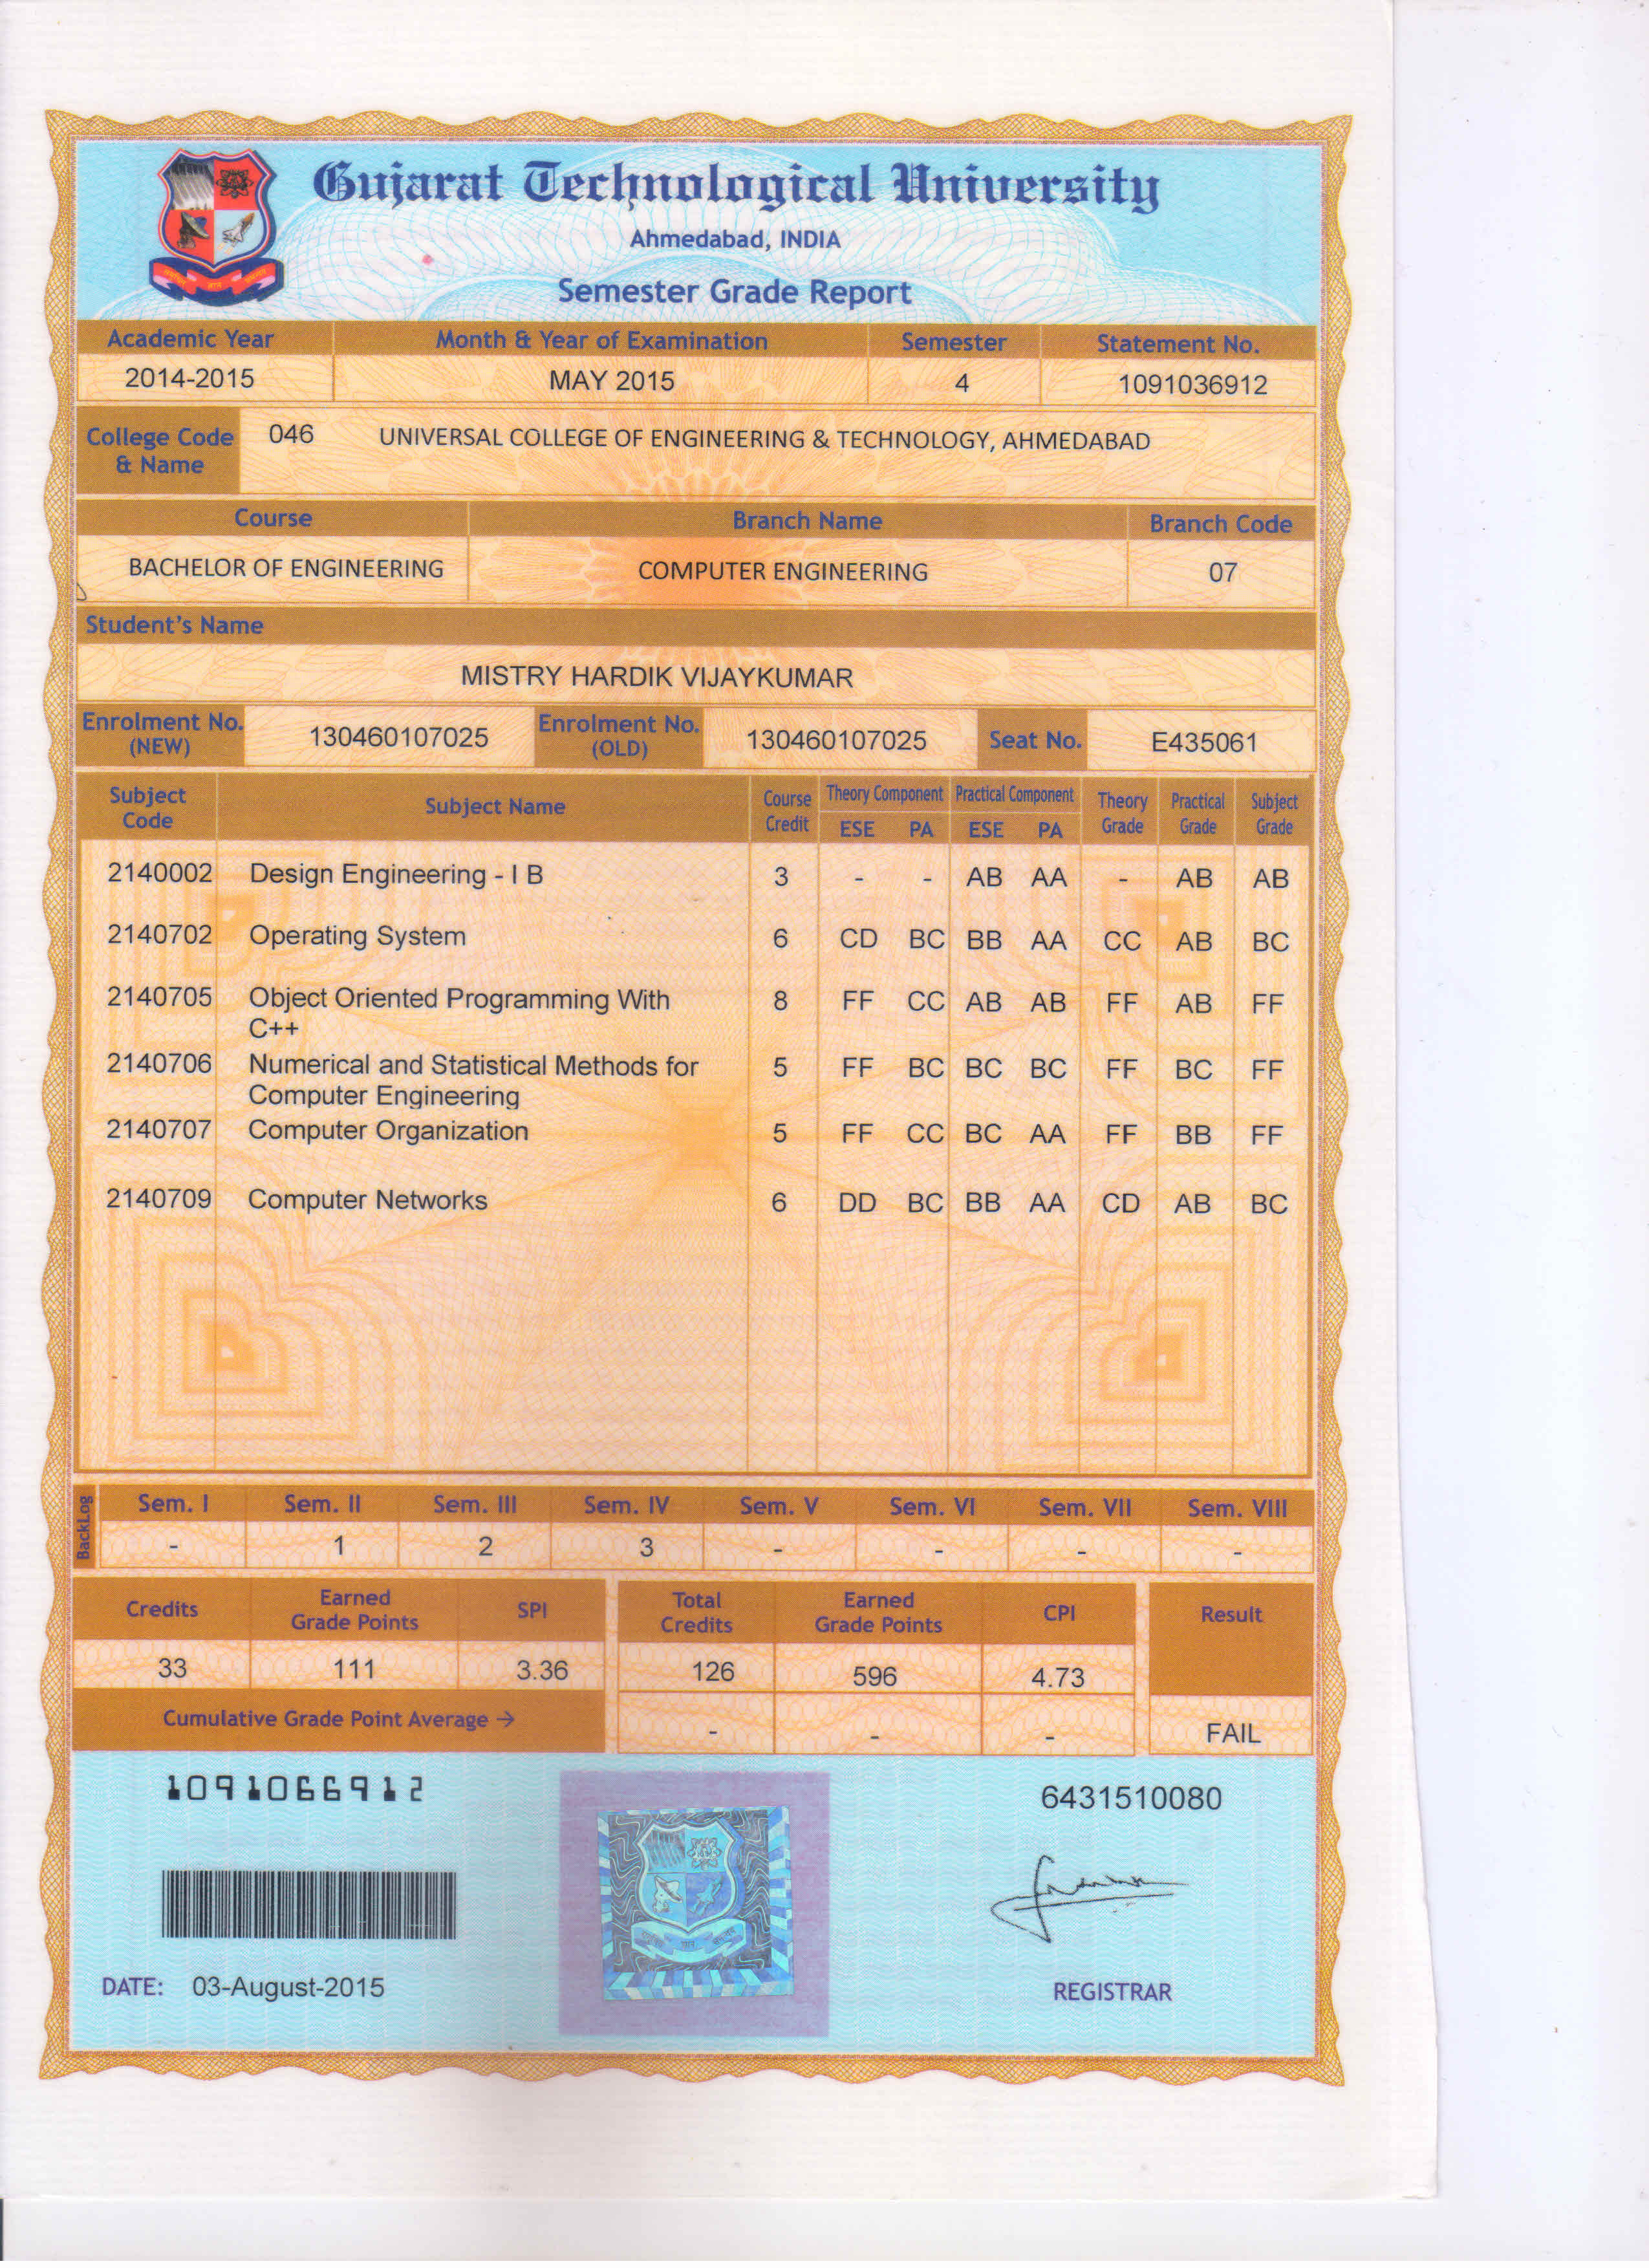 Gujarat Technological University
Ahmedabad, INDIA
Semester Grade Report
Academic Year Month & Year of Examination Semester Statement No.
2014-2015 MAY 2015 4 1091036912
College Code & Name 046 UNIVERSAL COLLEGE OF ENGINEERING & TECHNOLOGY, AHMEDABAD
Course Branch Name Branch Code
BACHELOR OF ENGINEERING COMPUTER ENGINEERING 07
Student's Name
MISTRY HARDIK VIJAYKUMAR
Enrolment No. (NEW) 130460107025 Enrolment No. (OLD) 130460107025 Seat No. E435061
Subject Code Subject Name Course Credit Theory Component Practical Component Theory Grade Practical Grade Subject Grade
ESE PA ESE PA
2140002 Design Engineering - I B 3 - - AB AA - AB AB
2140702 Operating System 6 CD BC BB AA CC AB BC
2140705 Object Oriented Programming With 8 FF CC AB AB FF AB FF
C++
2140706 Numerical and Statistical Methods for 5 FF BC BC BC FF BC FF
Computer Engineering
2140707 Computer Organization 5 FF CC BC AA FF BB FF
2140709 Computer Networks 6 DD BC BB AA CD AB BC
BackLog Sem. I Sem. II Sem. III Sem. IV Sem. V Sem. VI Sem. VII Sem. VIII
- 1 2 3 - - - -
Credits Earned Grade Points SPI Total Credits Earned Grade Points CPI Result
33 111 3.36 126 596 4.73
Cumulative Grade Point Average → - - - FAIL
1091066912 6431510080
DATE: 03-August-2015 REGISTRAR